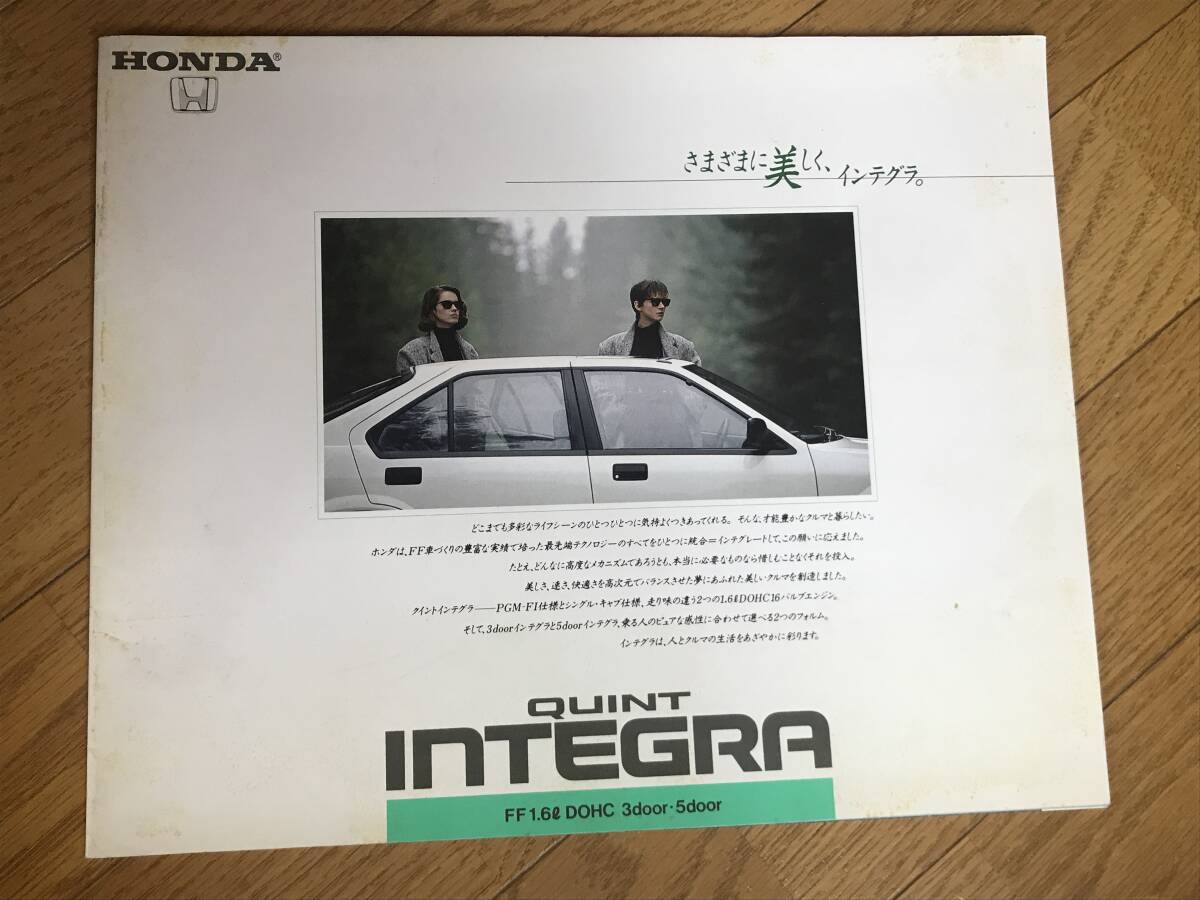 HONDA®
さまざまに美しく、インテグラ。
どこまでも多彩なライフシーンのひとつひとつに気持よくつきあってくれる。そんな、才能豊かなクルマと暮らしたい。
ホンダは、FF車づくりの豊富な実績で培った最先端テクノロジーのすべてをひとつに統合＝インテグレートして、この願いに応えました。
たとえ、どんなに高度なメカニズムであろうとも、本当に必要なものなら惜しむことなくそれを投入。
美しさ、速さ、快適さを高次元でバランスさせた夢にあふれた美しいクルマを創造しました。
クイントインテグラ——PGM-FI仕様とシングル・キャブ仕様、走り味の違う2つの1.6ℓDOHC16バルブエンジン。
そして、3doorインテグラと5doorインテグラ、乗る人のピュアな感性に合わせて選べる2つのフォルム。
インテグラは、人とクルマの生活をあざやかに彩ります。
QUINT
INTEGRA
FF1.6ℓ DOHC 3door·5door